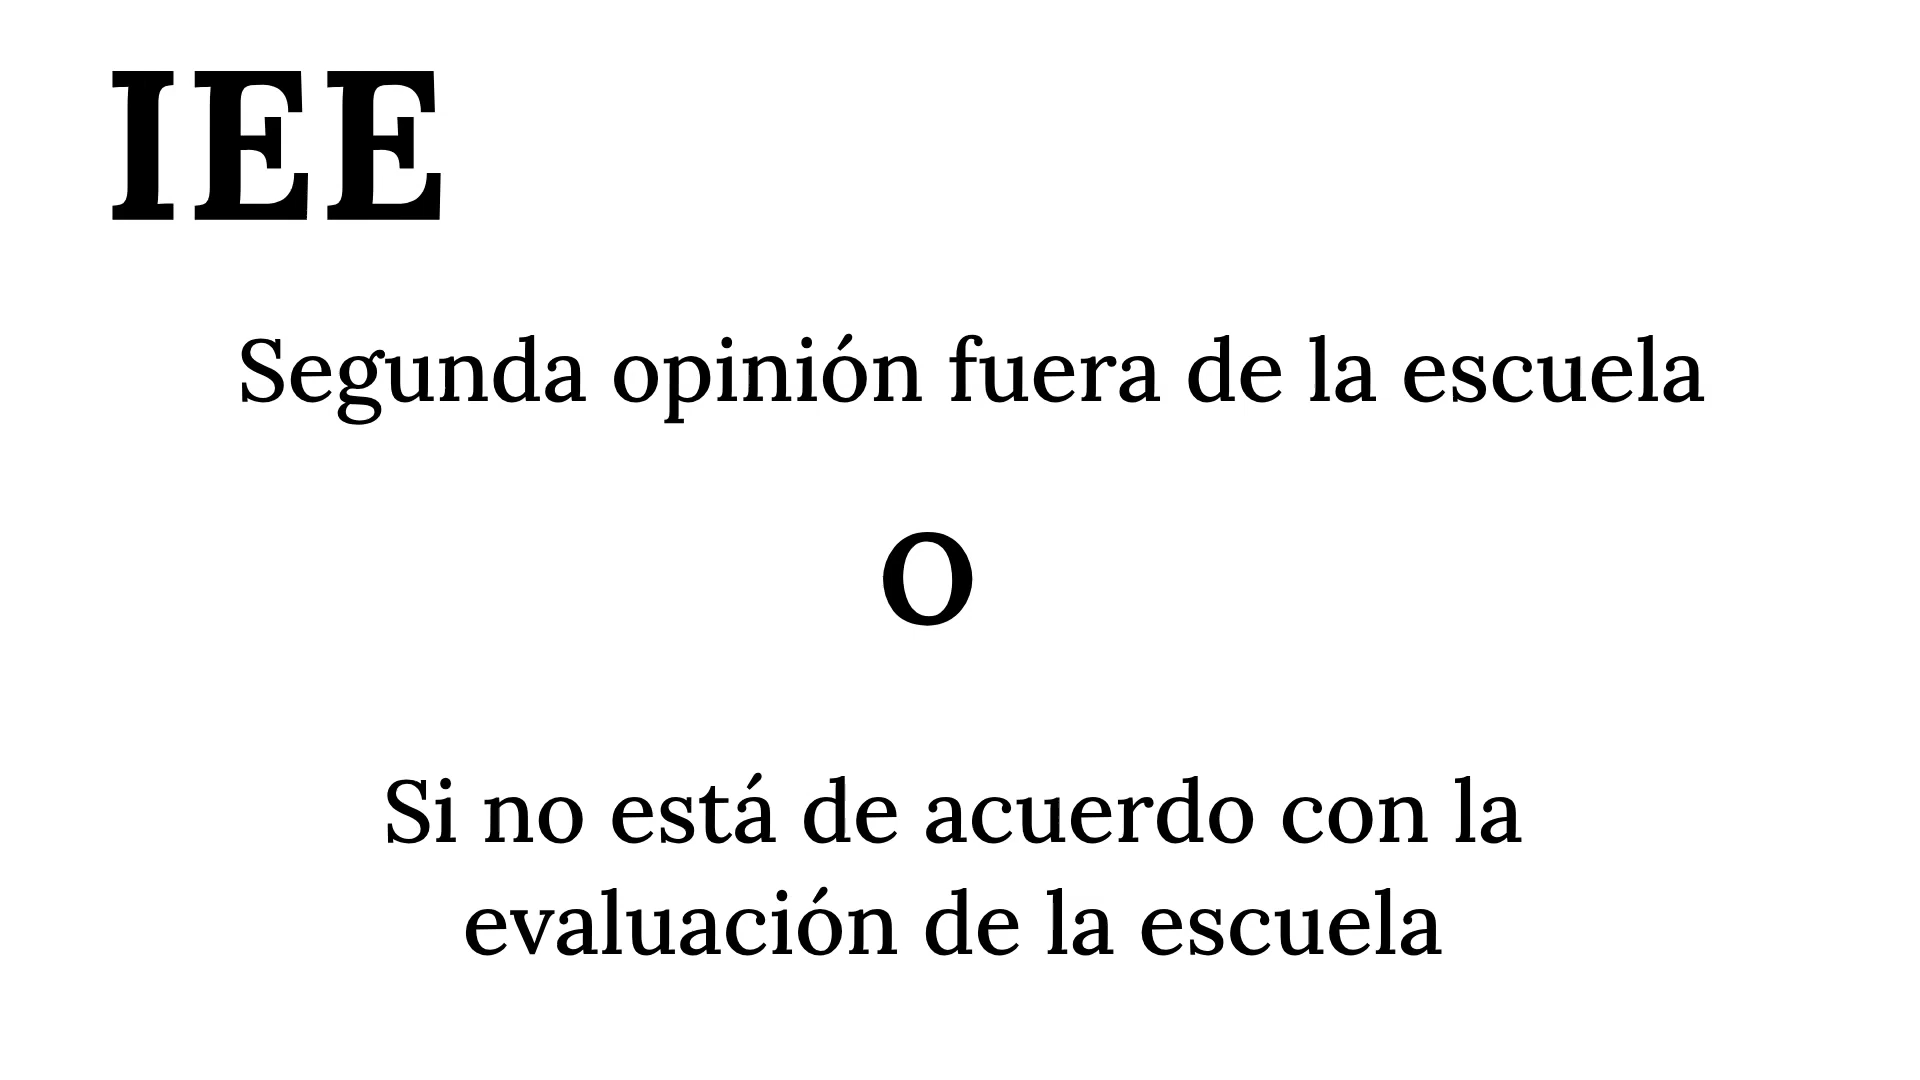 IEE
Segunda opinión fuera de la escuela
O
Si no está de acuerdo con la
evaluación de la escuela